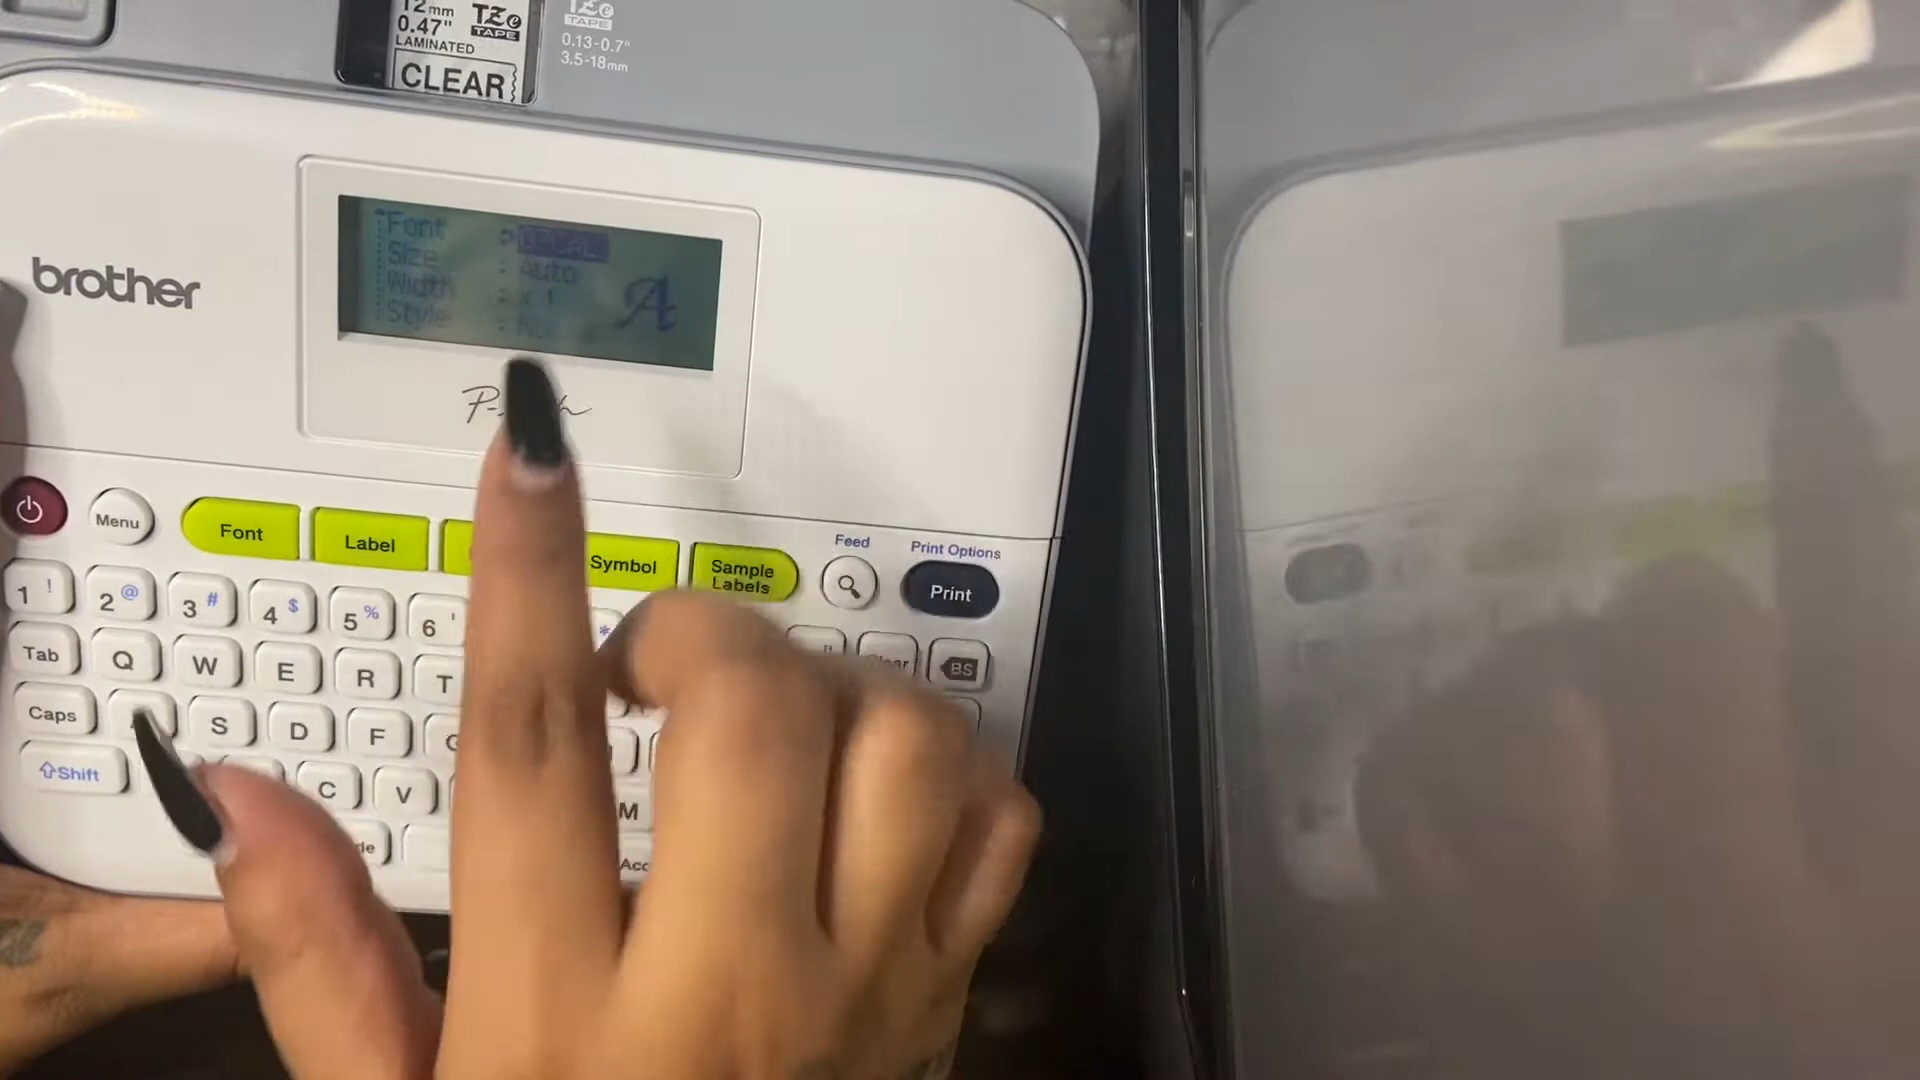 12mm
0.47"
LAMINATED
TZe
TAPE
CLEAR
TZe
TAPE
0.13-0.7"
3.5-18mm
Font
Size : Auto
Width : x 1
Style :
A
brother
Menu
Font
Label
Symbol
Sample
Labels
Feed
Print Options
Print
1 !
2 @
3 #
4 $
5 %
6 '
*
Tab
Q
W
E
R
T
Clear
BS
Caps
S
D
F
Shift
C
V
M